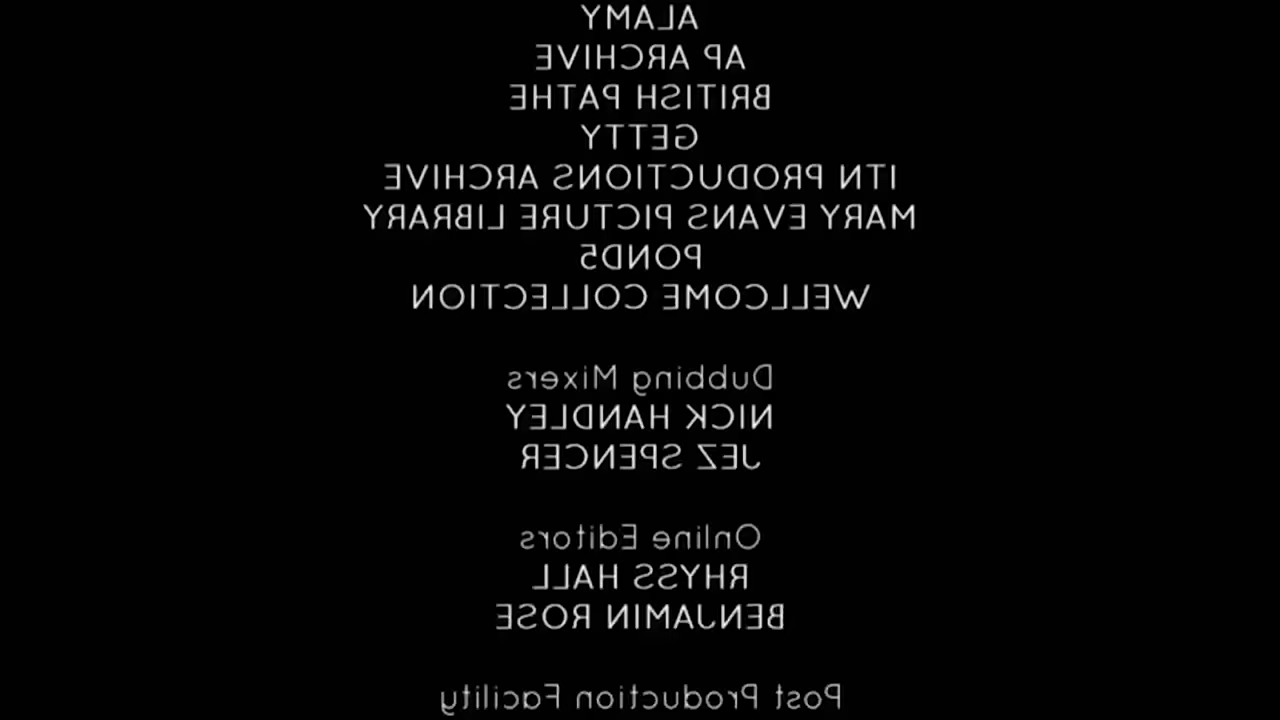 ALAMY
AP ARCHIVE
BRITISH PATHE
GETTY
ITN PRODUCTIONS ARCHIVE
MARY EVANS PICTURE LIBRARY
POND5
WELLCOME COLLECTION
Dubbing Mixers
NICK HANDLEY
JEZ SPENCER
Online Editors
RHYSS HALL
BENJAMIN ROSE
Post Production Facility